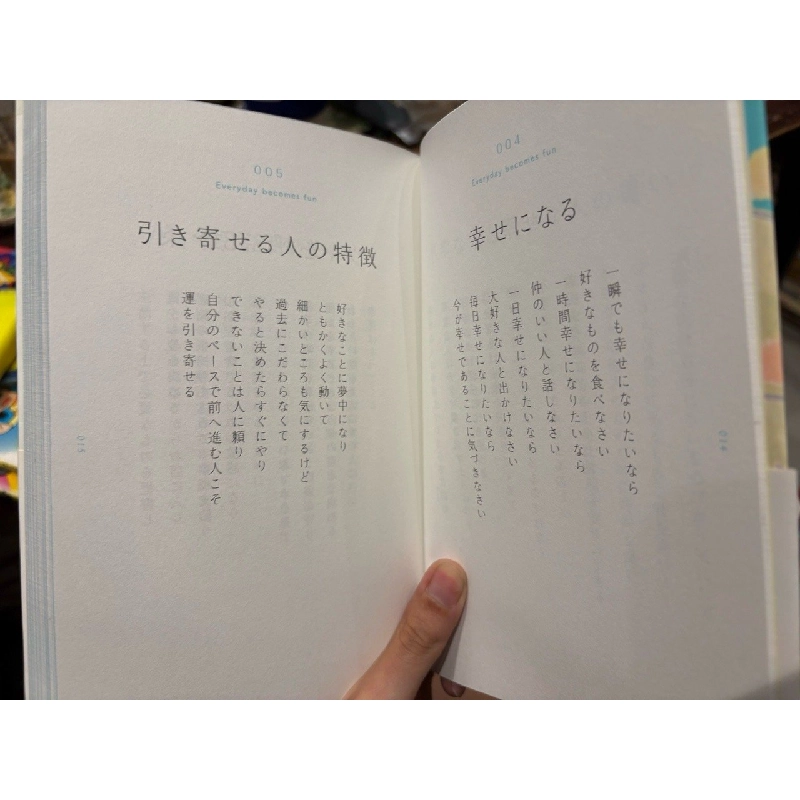 004
Everyday becomes fun
幸せになる
一瞬でも幸せになりたいなら
好きなものを食べなさい
一時間幸せになりたいなら
仲のいい人と話しなさい
一日幸せになりたいなら
大好きな人と出かけなさい
毎日幸せになりたいなら
今が幸せであることに気づきなさい
014
005
Everyday becomes fun
引き寄せる人の特徴
好きなことに夢中になり
ともかくよく動いて
細かいところも気にするけど
過去にこだわらなくて
やると決めたらすぐにやり
できないことは人に頼り
自分のペースで前へ進む人こそ
運を引き寄せる
015